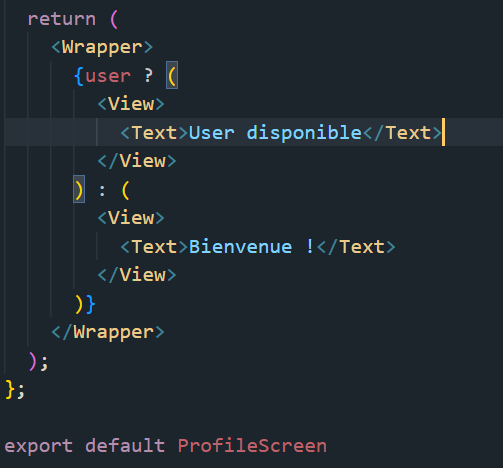 return (
<Wrapper>
{user ? (
<View>
<Text>User disponible</Text>
</View>
) : (
<View>
<Text>Bienvenue !</Text>
</View>
)}
</Wrapper>
);
};
export default ProfileScreen